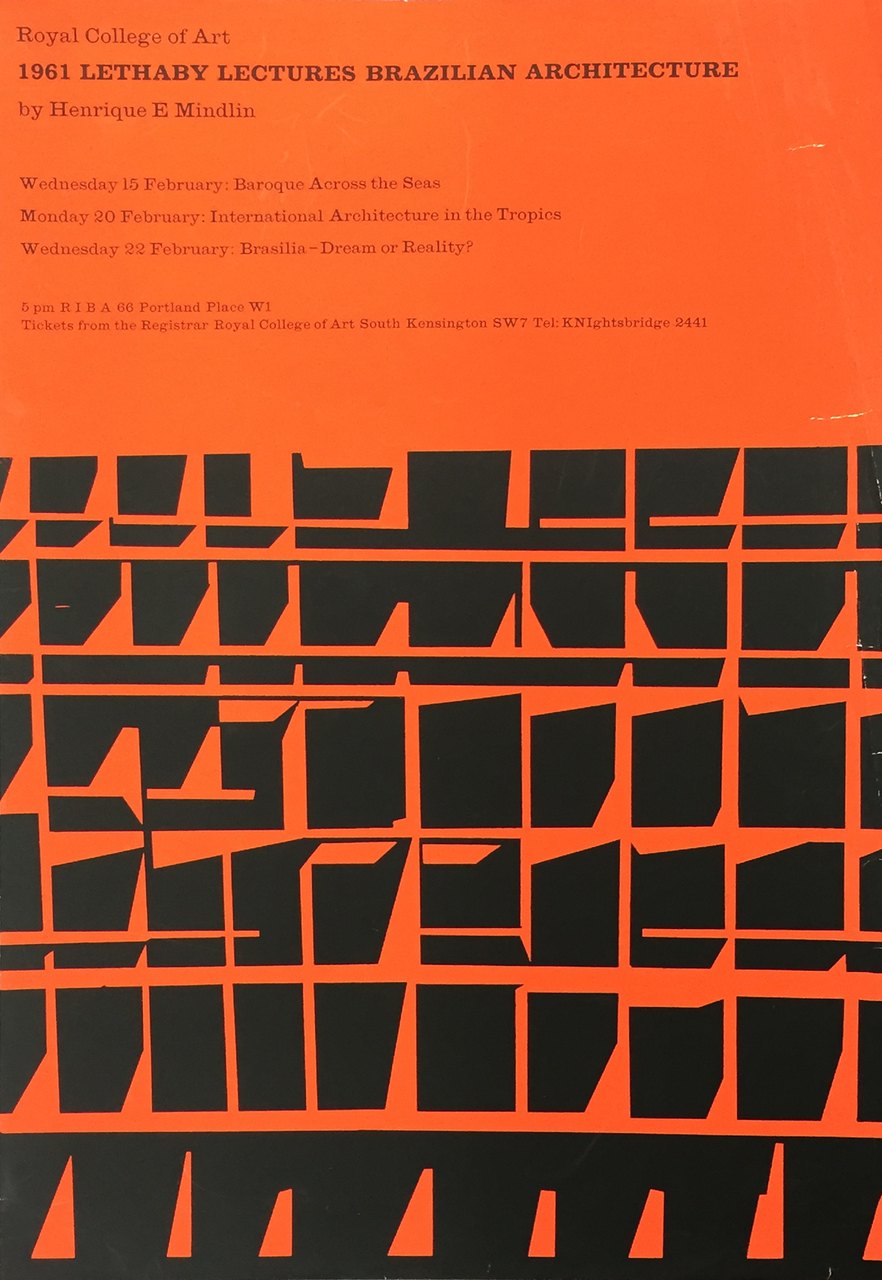 Royal College of Art
1961 LETHABY LECTURES BRAZILIAN ARCHITECTURE
by Henrique E Mindlin
Wednesday 15 February: Baroque Across the Seas
Monday 20 February: International Architecture in the Tropics
Wednesday 22 February: Brasilia–Dream or Reality?
5 pm R I B A 66 Portland Place W1
Tickets from the Registrar Royal College of Art South Kensington SW7 Tel: KNIghtsbridge 2441